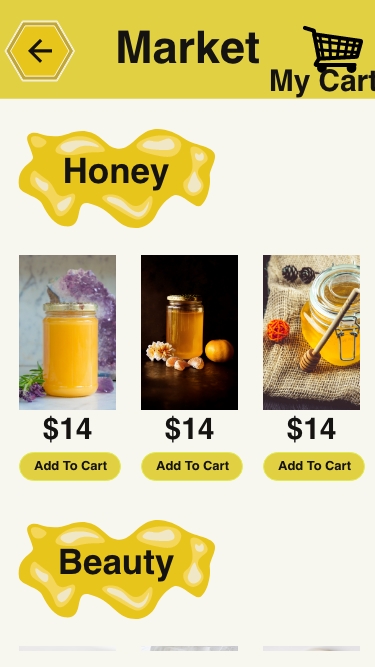 Market
My Cart
Honey
$14 $14 $14
Add To Cart Add To Cart Add To Cart
Beauty